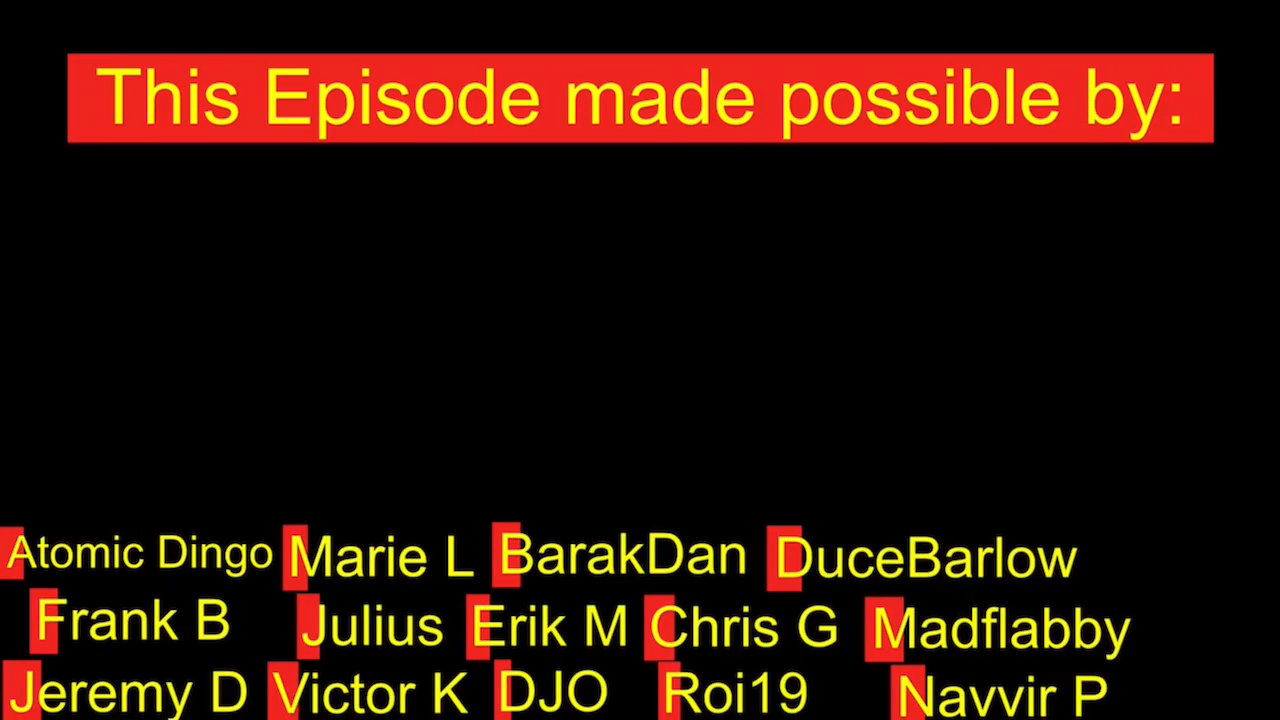 This Episode made possible by:
Atomic Dingo Marie L BarakDan DuceBarlow
Frank B Julius Erik M Chris G Madflabby
Jeremy D Victor K DJO Roi19 Navvir P